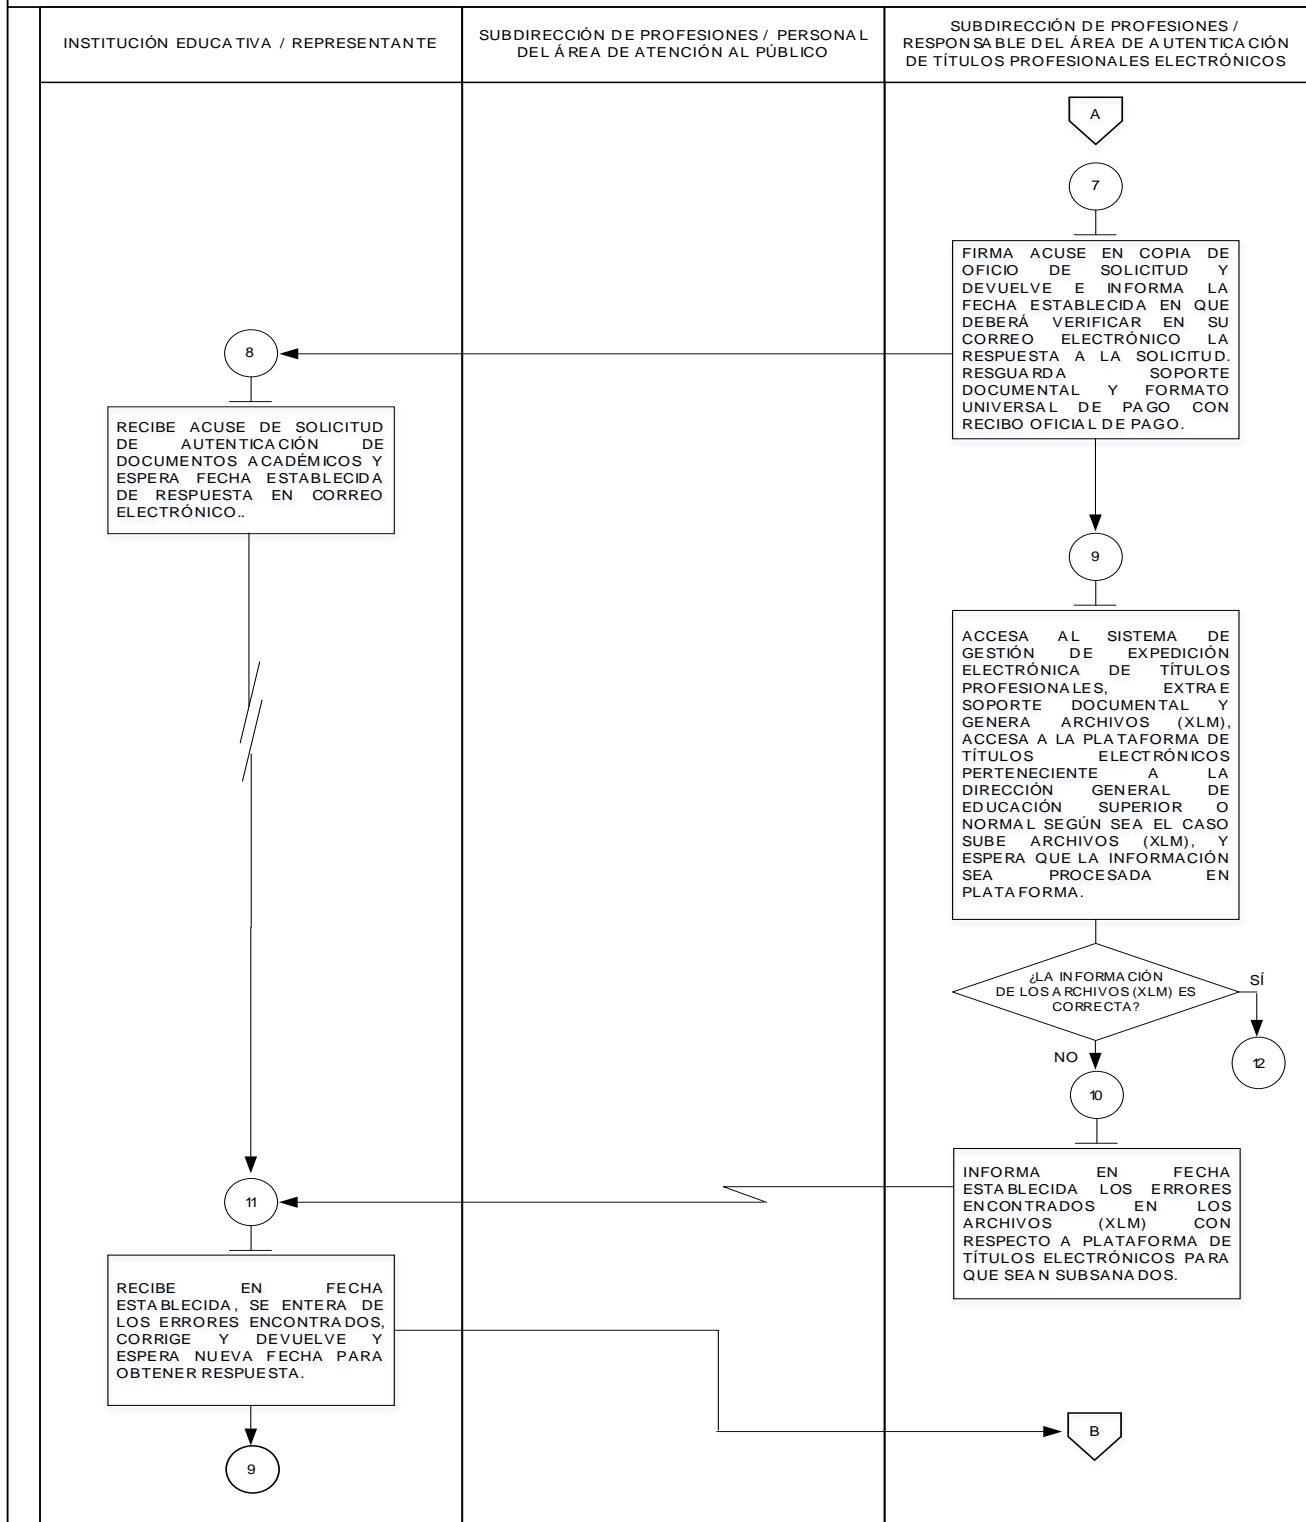 INSTITUCIÓN EDUCATIVA / REPRESENTANTE
SUBDIRECCIÓN DE PROFESIONES / PERSONAL
DEL ÁREA DE ATENCIÓN AL PÚBLICO
SUBDIRECCIÓN DE PROFESIONES /
RESPONSABLE DEL ÁREA DE AUTENTICACIÓN
DE TÍTULOS PROFESIONALES ELECTRÓNICOS
A
7
FIRMA ACUSE EN COPIA DE
OFICIO DE SOLICITUD Y
DEVUELVE E INFORMA LA
FECHA ESTABLECIDA EN QUE
DEBERÁ VERIFICAR EN SU
CORREO ELECTRÓNICO LA
RESPUESTA A LA SOLICITUD.
RESGUARDA SOPORTE
DOCUMENTAL Y FORMATO
UNIVERSAL DE PAGO CON
RECIBO OFICIAL DE PAGO.
8
RECIBE ACUSE DE SOLICITUD
DE AUTENTICACIÓN DE
DOCUMENTOS ACADÉMICOS Y
ESPERA FECHA ESTABLECIDA
DE RESPUESTA EN CORREO
ELECTRÓNICO..
9
ACCESA AL SISTEMA DE
GESTIÓN DE EXPEDICIÓN
ELECTRÓNICA DE TÍTULOS
PROFESIONALES, EXTRAE
SOPORTE DOCUMENTAL Y
GENERA ARCHIVOS (XLM),
ACCESA A LA PLATAFORMA DE
TÍTULOS ELECTRÓNICOS
PERTENECIENTE A LA
DIRECCIÓN GENERAL DE
EDUCACIÓN SUPERIOR O
NORMAL SEGÚN SEA EL CASO
SUBE ARCHIVOS (XLM), Y
ESPERA QUE LA INFORMACIÓN
SEA PROCESADA EN
PLATAFORMA.
¿LA INFORMACIÓN
DE LOS ARCHIVOS (XLM) ES
CORRECTA?
SÍ
12
NO
10
INFORMA EN FECHA
ESTABLECIDA LOS ERRORES
ENCONTRADOS EN LOS
ARCHIVOS (XLM) CON
RESPECTO A PLATAFORMA DE
TÍTULOS ELECTRÓNICOS PARA
QUE SEAN SUBSANADOS.
11
RECIBE EN FECHA
ESTABLECIDA, SE ENTERA DE
LOS ERRORES ENCONTRADOS,
CORRIGE Y DEVUELVE Y
ESPERA NUEVA FECHA PARA
OBTENER RESPUESTA.
B
9